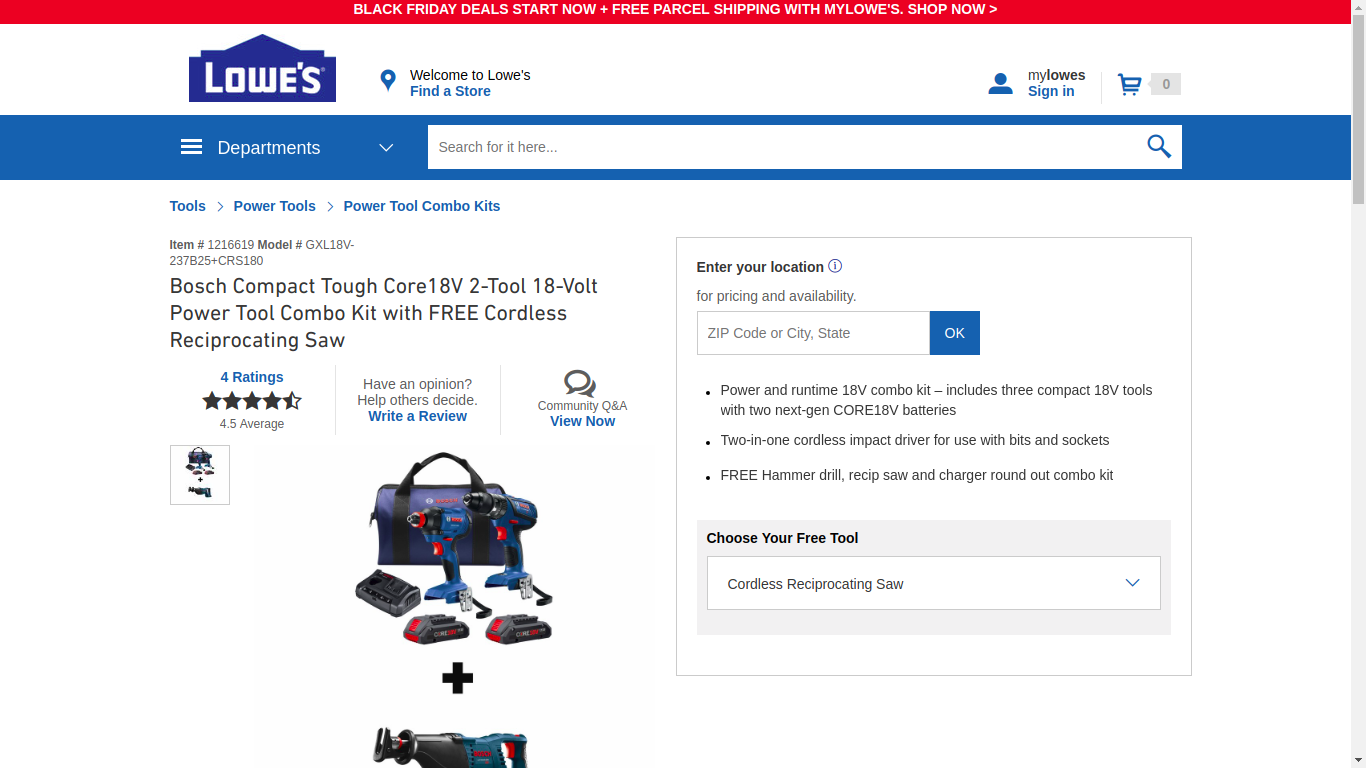 BLACK FRIDAY DEALS START NOW + FREE PARCEL SHIPPING WITH MYLOWE'S. SHOP NOW >
LOWE'S
Welcome to Lowe's
Find a Store
mylowes
Sign in
0
Departments
Search for it here...
Tools
Power Tools
Power Tool Combo Kits
Item # 1216619 Model # GXL18V-
237B25+CRS180
Bosch Compact Tough Core18V 2-Tool 18-Volt
Power Tool Combo Kit with FREE Cordless
Reciprocating Saw
4 Ratings
4.5 Average
Have an opinion?
Help others decide.
Write a Review
Community Q&A
View Now
Enter your location
for pricing and availability.
ZIP Code or City, State
OK
Power and runtime 18V combo kit – includes three compact 18V tools
with two next-gen CORE18V batteries
Two-in-one cordless impact driver for use with bits and sockets
FREE Hammer drill, recip saw and charger round out combo kit
Choose Your Free Tool
Cordless Reciprocating Saw